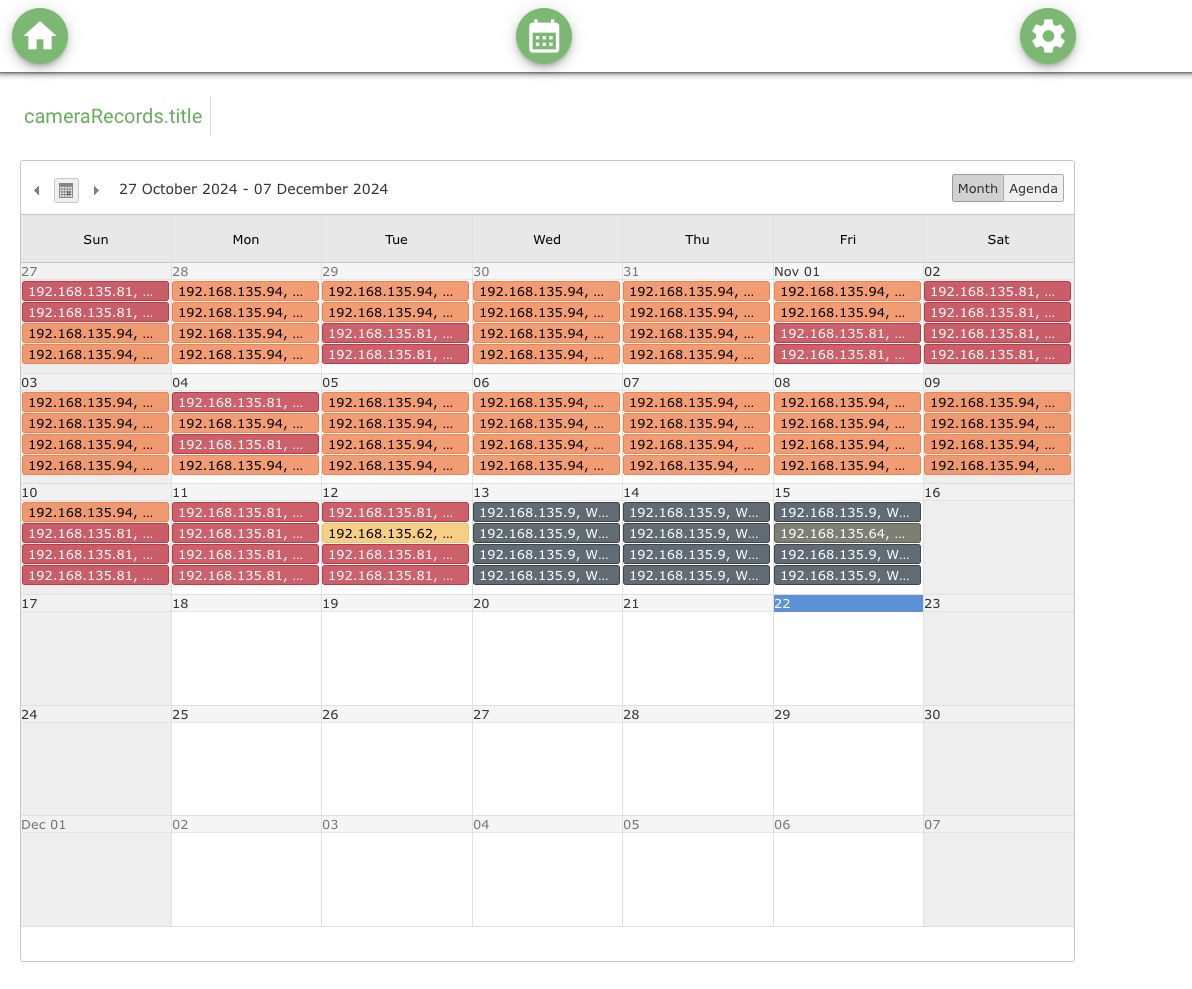 cameraRecords.title
27 October 2024 - 07 December 2024 Month Agenda
Sun Mon Tue Wed Thu Fri Sat
27 28 29 30 31 Nov 01 02
192.168.135.81, ... 192.168.135.94, ... 192.168.135.94, ... 192.168.135.94, ... 192.168.135.94, ... 192.168.135.94, ... 192.168.135.81, ...
192.168.135.81, ... 192.168.135.94, ... 192.168.135.94, ... 192.168.135.94, ... 192.168.135.94, ... 192.168.135.94, ... 192.168.135.81, ...
192.168.135.94, ... 192.168.135.94, ... 192.168.135.81, ... 192.168.135.94, ... 192.168.135.94, ... 192.168.135.81, ... 192.168.135.81, ...
192.168.135.94, ... 192.168.135.94, ... 192.168.135.81, ... 192.168.135.94, ... 192.168.135.94, ... 192.168.135.81, ... 192.168.135.81, ...
03 04 05 06 07 08 09
192.168.135.94, ... 192.168.135.81, ... 192.168.135.94, ... 192.168.135.94, ... 192.168.135.94, ... 192.168.135.94, ... 192.168.135.94, ...
192.168.135.94, ... 192.168.135.94, ... 192.168.135.94, ... 192.168.135.94, ... 192.168.135.94, ... 192.168.135.94, ... 192.168.135.94, ...
192.168.135.94, ... 192.168.135.81, ... 192.168.135.94, ... 192.168.135.94, ... 192.168.135.94, ... 192.168.135.94, ... 192.168.135.94, ...
192.168.135.94, ... 192.168.135.94, ... 192.168.135.94, ... 192.168.135.94, ... 192.168.135.94, ... 192.168.135.94, ... 192.168.135.94, ...
10 11 12 13 14 15 16
192.168.135.94, ... 192.168.135.81, ... 192.168.135.81, ... 192.168.135.9, W... 192.168.135.9, W... 192.168.135.9, W...
192.168.135.81, ... 192.168.135.81, ... 192.168.135.62, ... 192.168.135.9, W... 192.168.135.9, W... 192.168.135.64, ...
192.168.135.81, ... 192.168.135.81, ... 192.168.135.81, ... 192.168.135.9, W... 192.168.135.9, W... 192.168.135.9, W...
192.168.135.81, ... 192.168.135.81, ... 192.168.135.81, ... 192.168.135.9, W... 192.168.135.9, W... 192.168.135.9, W...
17 18 19 20 21 22 23
24 25 26 27 28 29 30
Dec 01 02 03 04 05 06 07